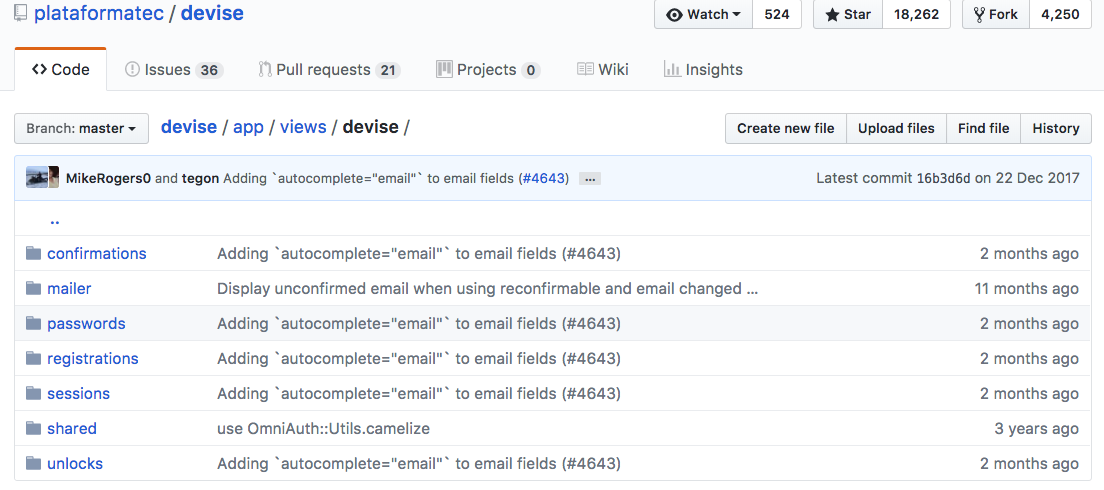 plataformatec / devise Watch 524 Star 18,262 Fork 4,250
Code Issues 36 Pull requests 21 Projects 0 Wiki Insights
Branch: master devise / app / views / devise / Create new file Upload files Find file History
MikeRogers0 and tegon Adding `autocomplete="email"` to email fields (#4643) ... Latest commit 16b3d6d on 22 Dec 2017
..
confirmations Adding `autocomplete="email"` to email fields (#4643) 2 months ago
mailer Display unconfirmed email when using reconfirmable and email changed ... 11 months ago
passwords Adding `autocomplete="email"` to email fields (#4643) 2 months ago
registrations Adding `autocomplete="email"` to email fields (#4643) 2 months ago
sessions Adding `autocomplete="email"` to email fields (#4643) 2 months ago
shared use OmniAuth::Utils.camelize 3 years ago
unlocks Adding `autocomplete="email"` to email fields (#4643) 2 months ago